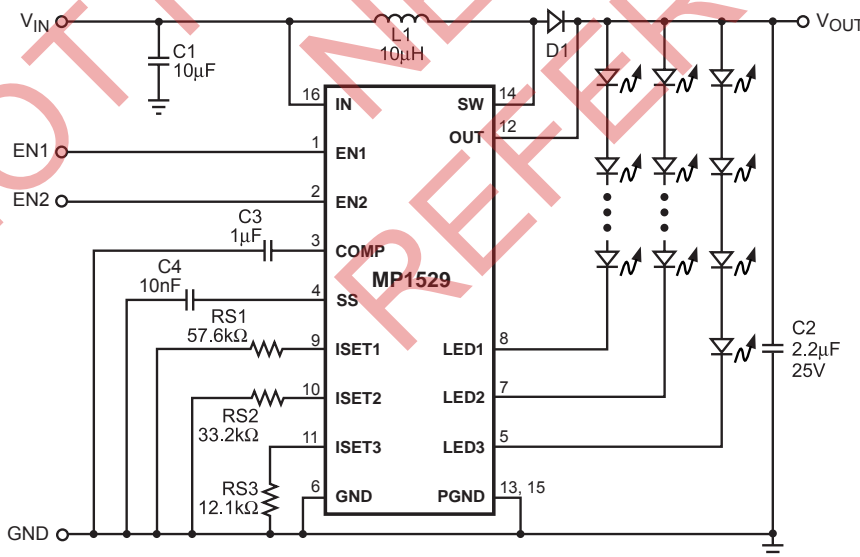 VIN
L1
10µH
D1
VOUT
C1
10µF
16
IN
SW
14
OUT
12
EN1
1
EN1
EN2
2
EN2
C3
1µF
3
COMP
MP1529
C4
10nF
4
SS
RS1
57.6kΩ
9
ISET1
LED1
8
RS2
33.2kΩ
10
ISET2
LED2
7
11
ISET3
LED3
5
RS3
12.1kΩ
6
GND
PGND
13, 15
C2
2.2µF
25V
GND
NOT
NE
REFER